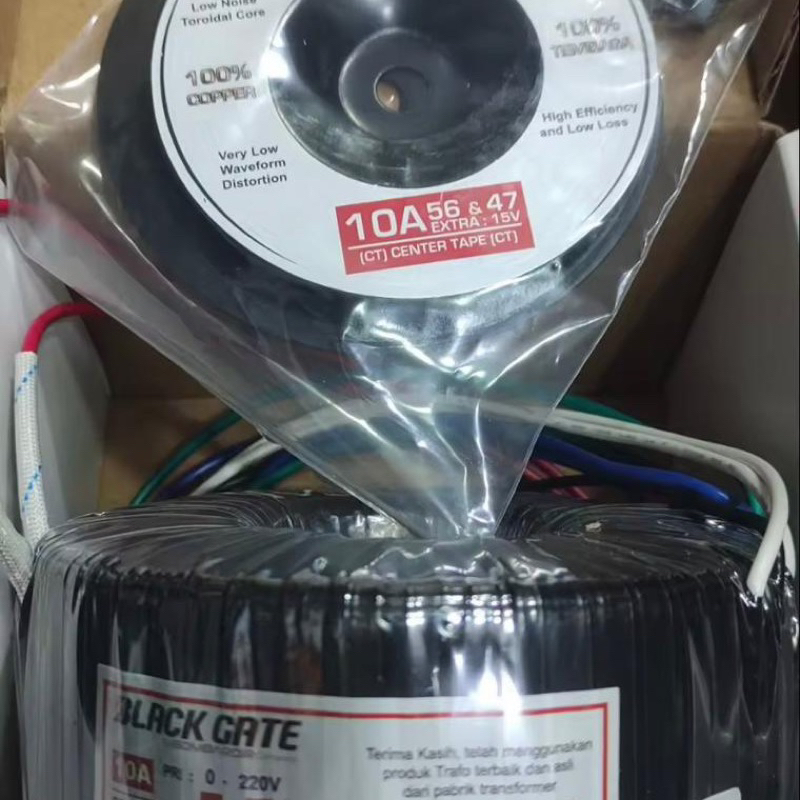 Low Noise
Toroidal Core
100%
COPPER
100%
High Efficiency
and Low Loss
Very Low
Waveform
Distortion
10A 56 & 47
EXTRA : 15V
(CT) CENTER TAPE (CT)
BLACK GATE
10A PRI : 0 - 220V
Terima Kasih, telah menggunakan
produk Trafo terbaik dan asli
dari pabrik transformer